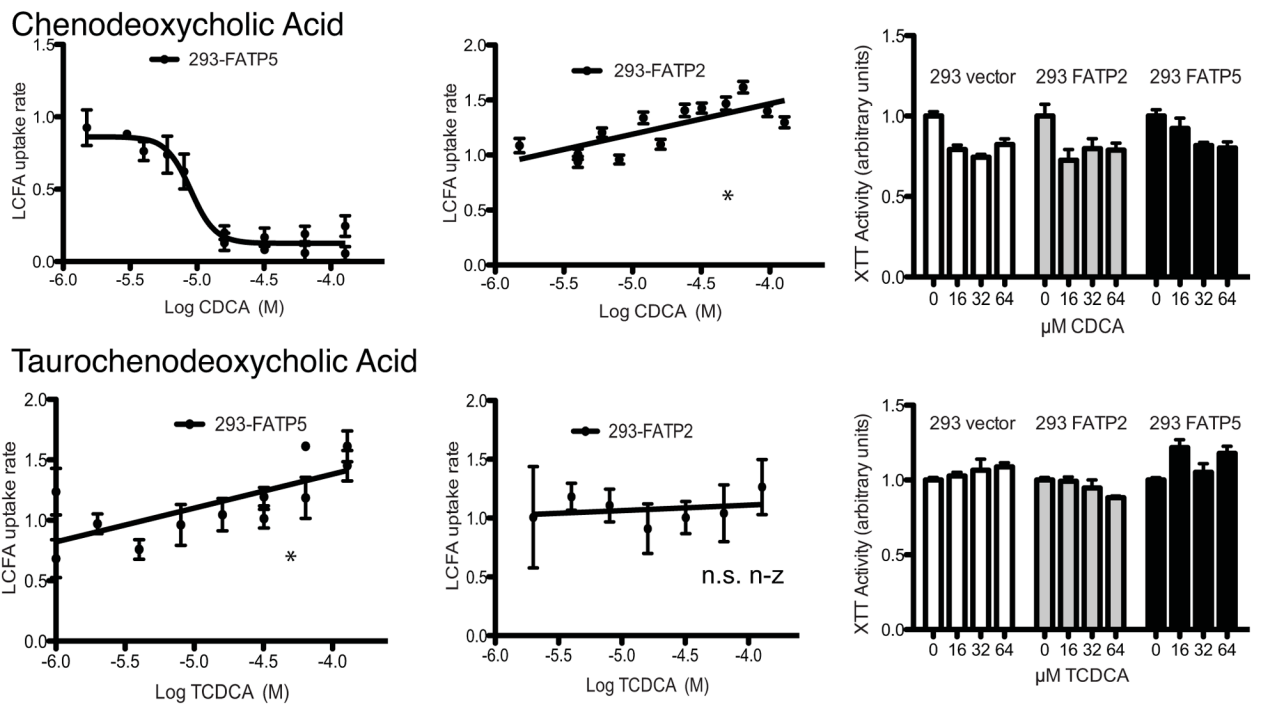 Chenodeoxycholic Acid
1.5
1.0
0.5
0.0
LCFA uptake rate
293-FATP5
-6.0 -5.5 -5.0 -4.5 -4.0
Log CDCA (M)
2.0
1.5
1.0
0.5
0.0
LCFA uptake rate
293-FATP2
*
-6.0 -5.5 -5.0 -4.5 -4.0
Log CDCA (M)
1.5
1.0
0.5
0.0
XTT Activity (arbitrary units)
293 vector 293 FATP2 293 FATP5
0 16 32 64 0 16 32 64 0 16 32 64
µM CDCA
Taurochenodeoxycholic Acid
2.0
1.5
1.0
0.5
0.0
LCFA uptake rate
293-FATP5
*
-6.0 -5.5 -5.0 -4.5 -4.0
Log TCDCA (M)
2.0
1.5
1.0
0.5
0.0
LCFA uptake rate
293-FATP2
n.s. n-z
-6.0 -5.5 -5.0 -4.5 -4.0
Log TCDCA (M)
1.5
1.0
0.5
0.0
XTT Activity (arbitrary units)
293 vector 293 FATP2 293 FATP5
0 16 32 64 0 16 32 64 0 16 32 64
µM TCDCA